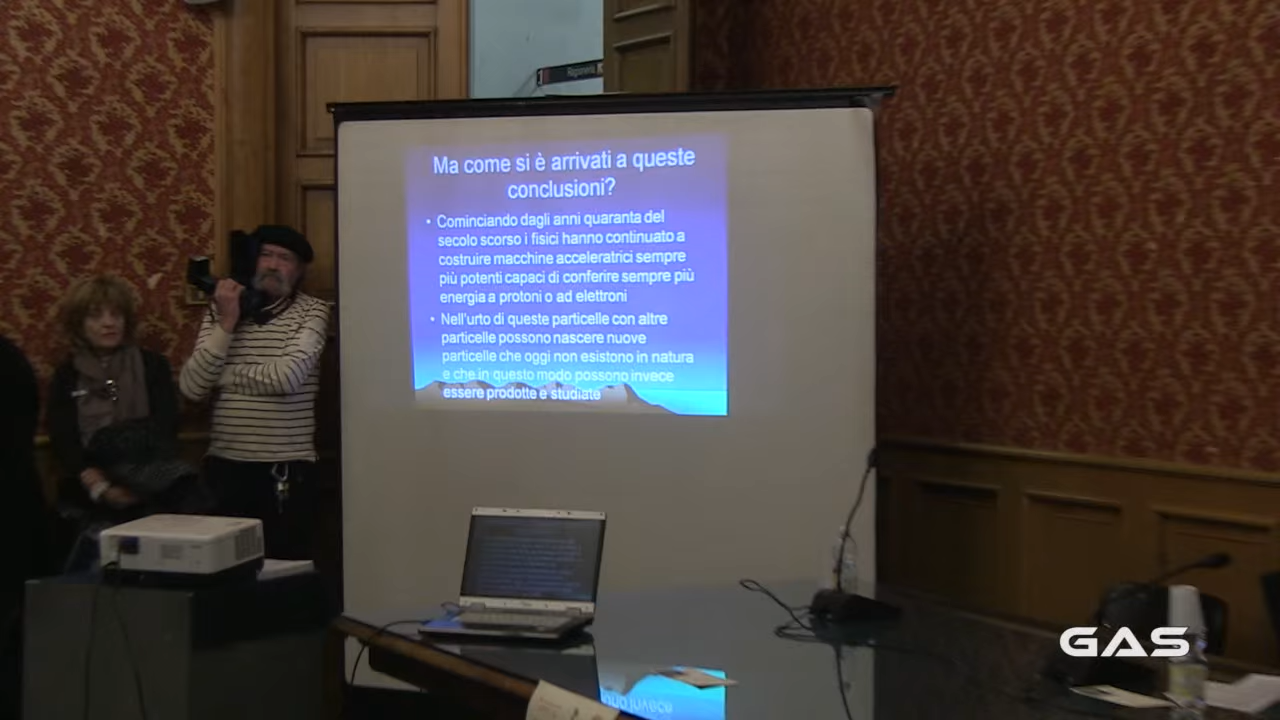 Ragioneria
Ma come si è arrivati a queste
conclusioni?
• Cominciando dagli anni quaranta del
secolo scorso i fisici hanno continuato a
costruire macchine acceleratrici sempre
più potenti capaci di conferire sempre più
energia a protoni o ad elettroni
• Nell'urto di queste particelle con altre
particelle possono nascere nuove
particelle che oggi non esistono in natura
e che in questo modo possono invece
essere prodotte e studiate
GAS